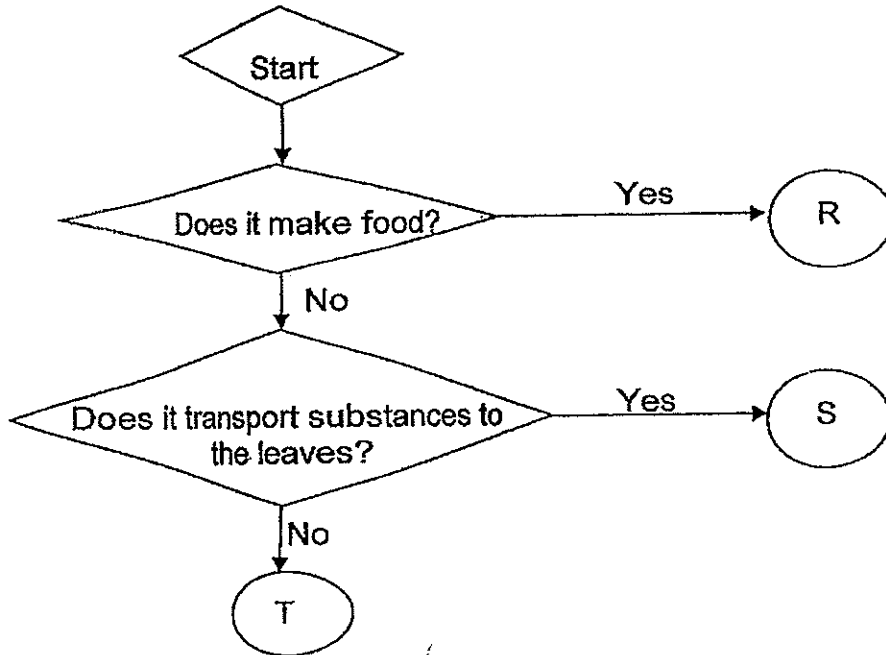 Start
Does it make food?
Yes
R
No
Does it transport substances to
the leaves?
Yes
S
No
T